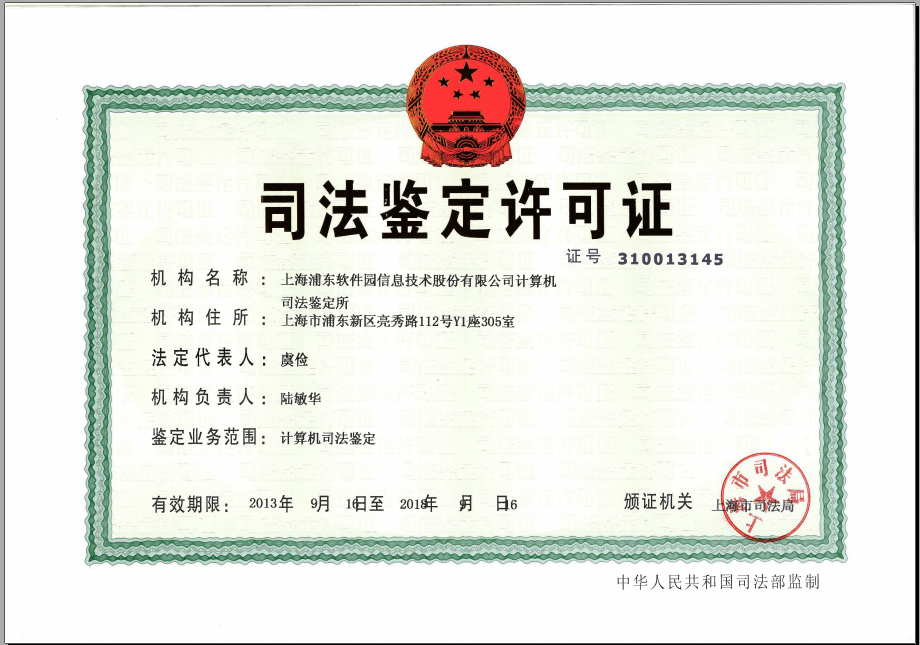 司法鉴定许可证
证号 310013145
机构名称：上海浦东软件园信息技术股份有限公司计算机
司法鉴定所
机构住所：上海市浦东新区亮秀路112号Y1座305室
法定代表人：虞俭
机构负责人：陆敏华
鉴定业务范围：计算机司法鉴定
有效期限：2013年 9月 16日至 2018年 9月 日16
颁证机关 上海市司法局
上海市司法局
中华人民共和国司法部监制